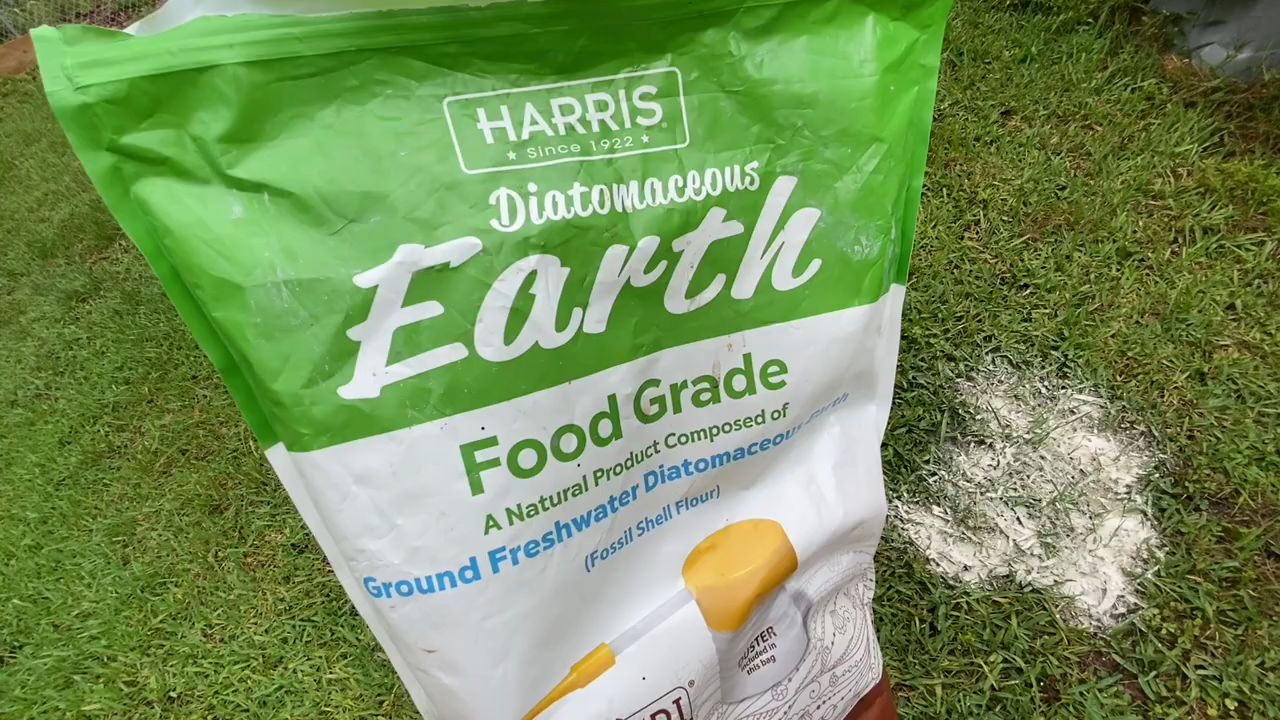 HARRIS
★ Since 1922 ★
Diatomaceous
Earth
Food Grade
A Natural Product Composed of
Ground Freshwater Diatomaceous Earth
(Fossil Shell Flour)
DUSTER
included in
this bag